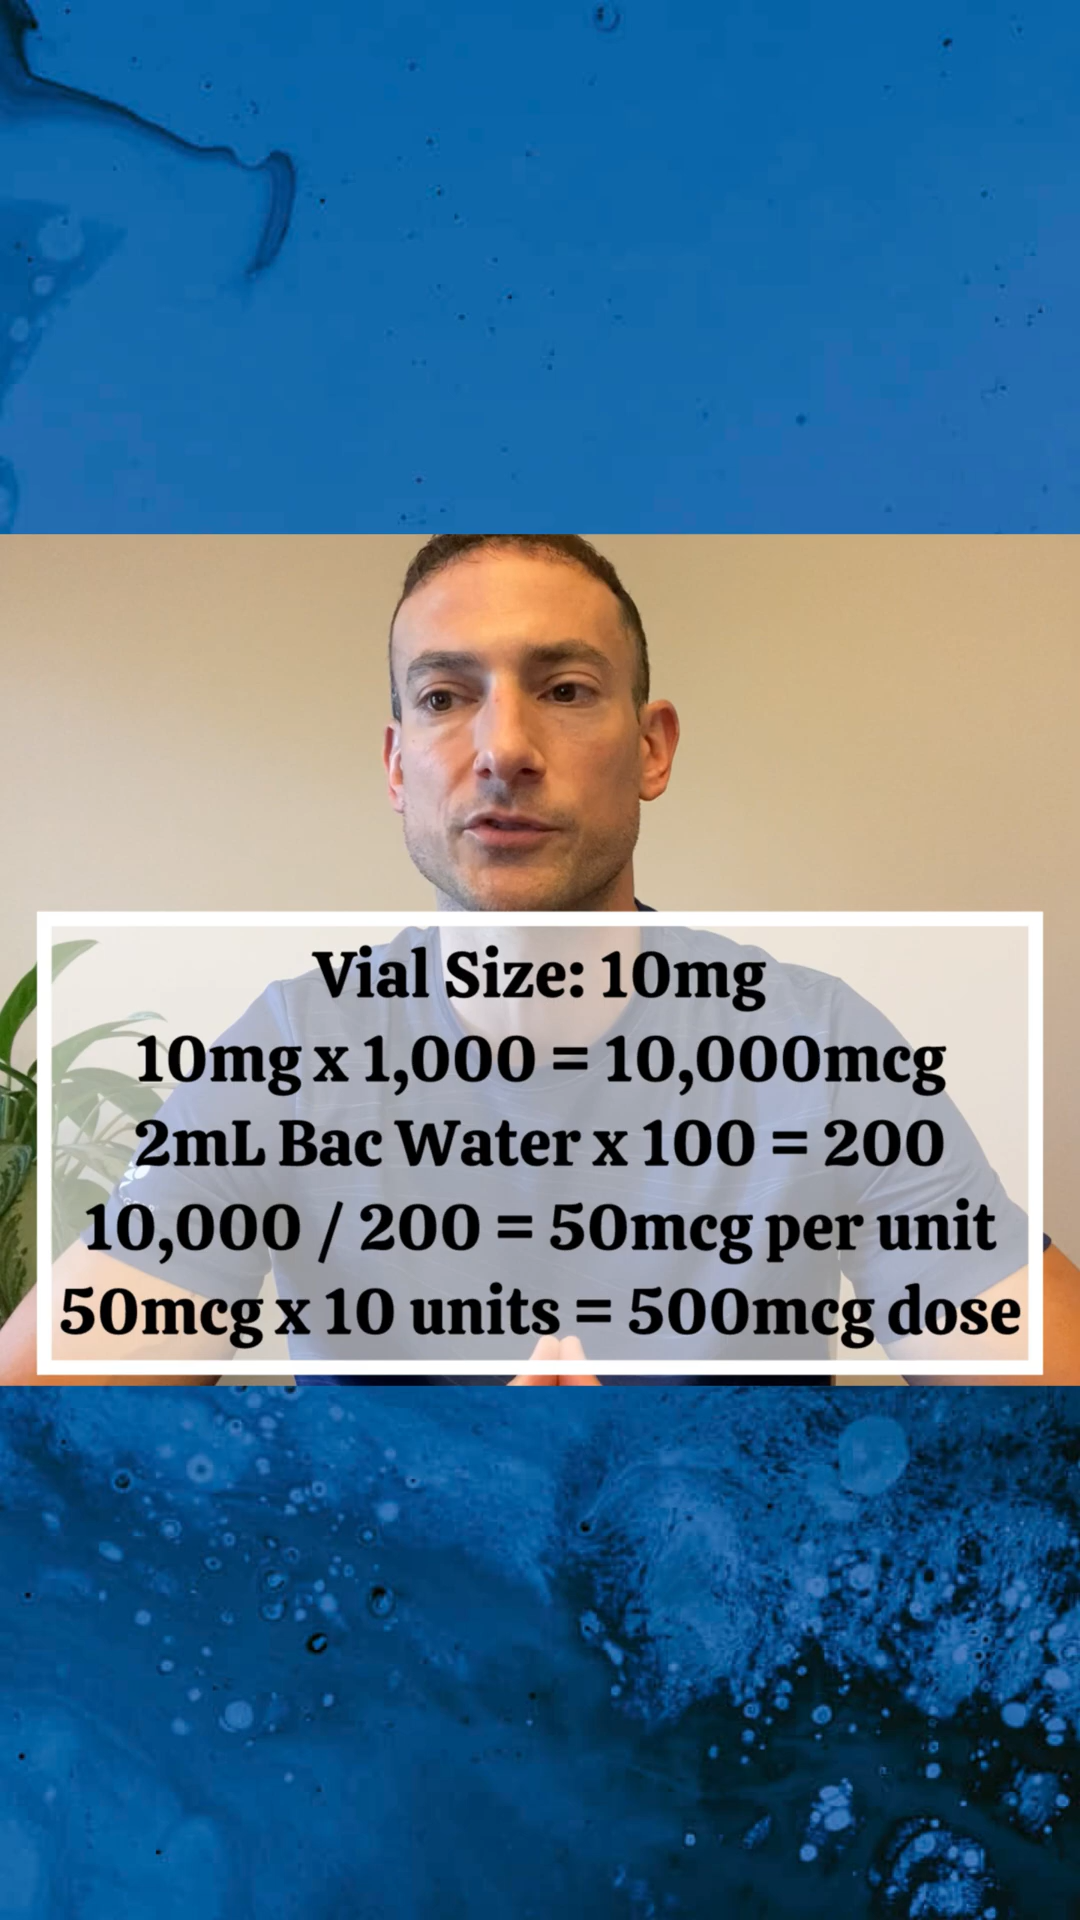 Vial Size: 10mg
10mg x 1,000 = 10,000mcg
2mL Bac Water x 100 = 200
10,000 / 200 = 50mcg per unit
50mcg x 10 units = 500mcg dose